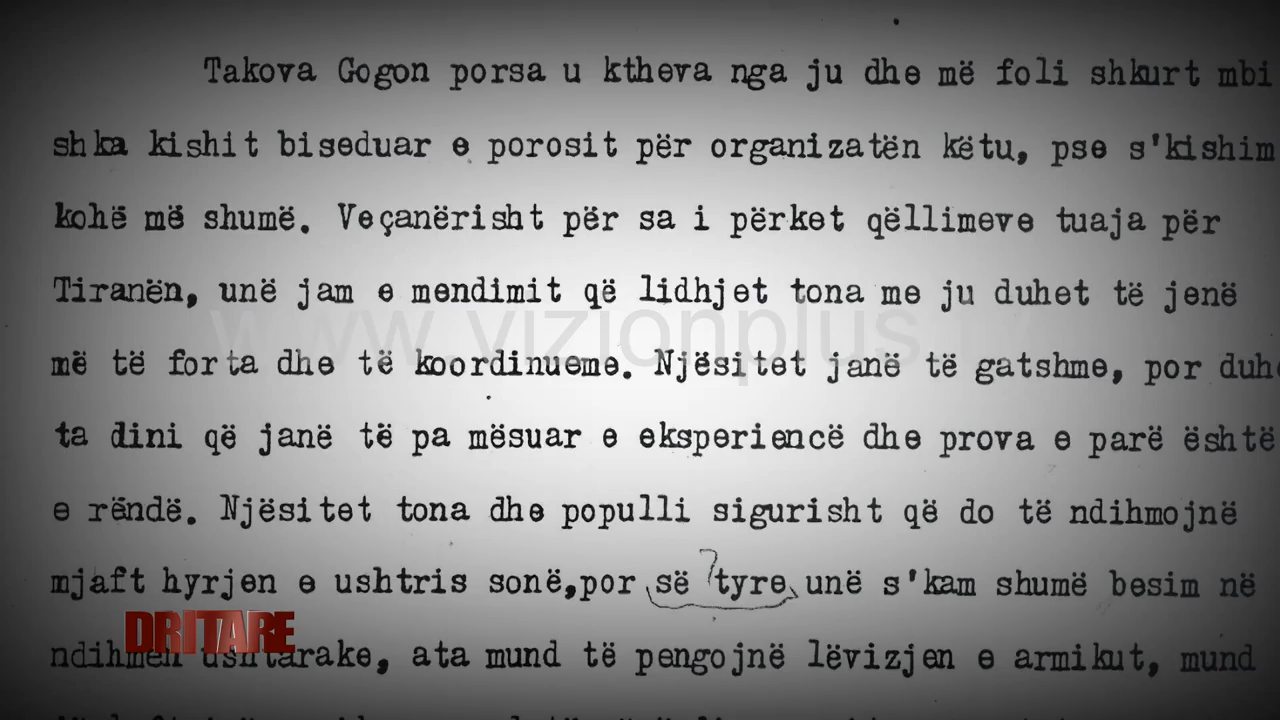 Takova Gogon porsa u ktheva nga ju dhe më foli shkurt mbi
shka kishit biseduar e porosit për organizatën këtu, pse s'kishim
kohë më shumë. Veçanërisht për sa i përket qëllimeve tuaja për
Tiranën, unë jam e mendimit që lidhjet tona me ju duhet të jenë
www.vizionplus.tv
më të forta dhe të koordinueme. Njësitet janë të gatshme, por duh
ta dini që janë të pa mësuar e eksperiencë dhe prova e parë është
e rëndë. Njësitet tona dhe populli sigurisht që do të ndihmojnë
mjaft hyrjen e ushtris sonë,por së ? tyre unë s'kam shumë besim në
DRITARE
ndihmën ushtarake, ata mund të pengojnë lëvizjen e armikut, mund